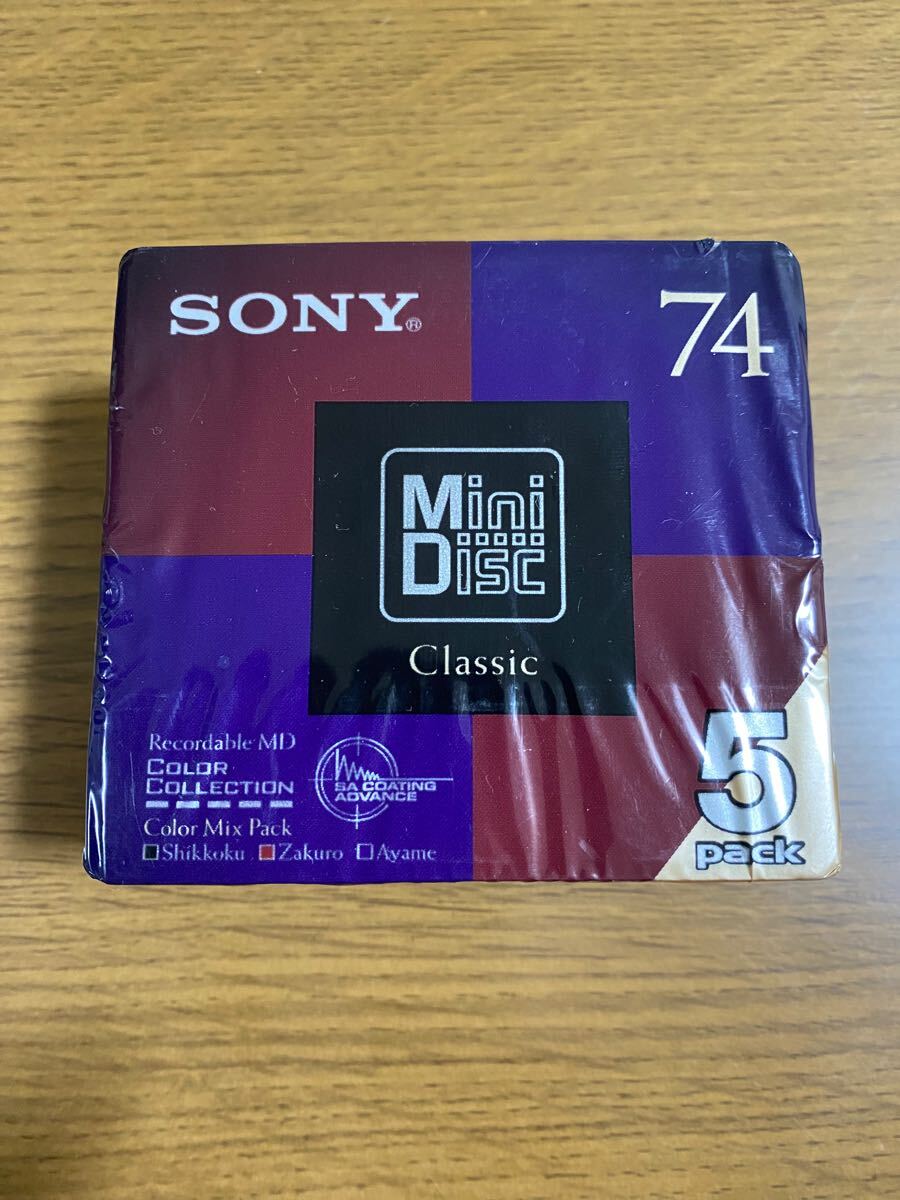 SONY®
74
Mini
Disc
Classic
Recordable MD
COLOR
COLLECTION
SA COATING
ADVANCE
Color Mix Pack
Shikkoku Zakuro Ayame
5
pack